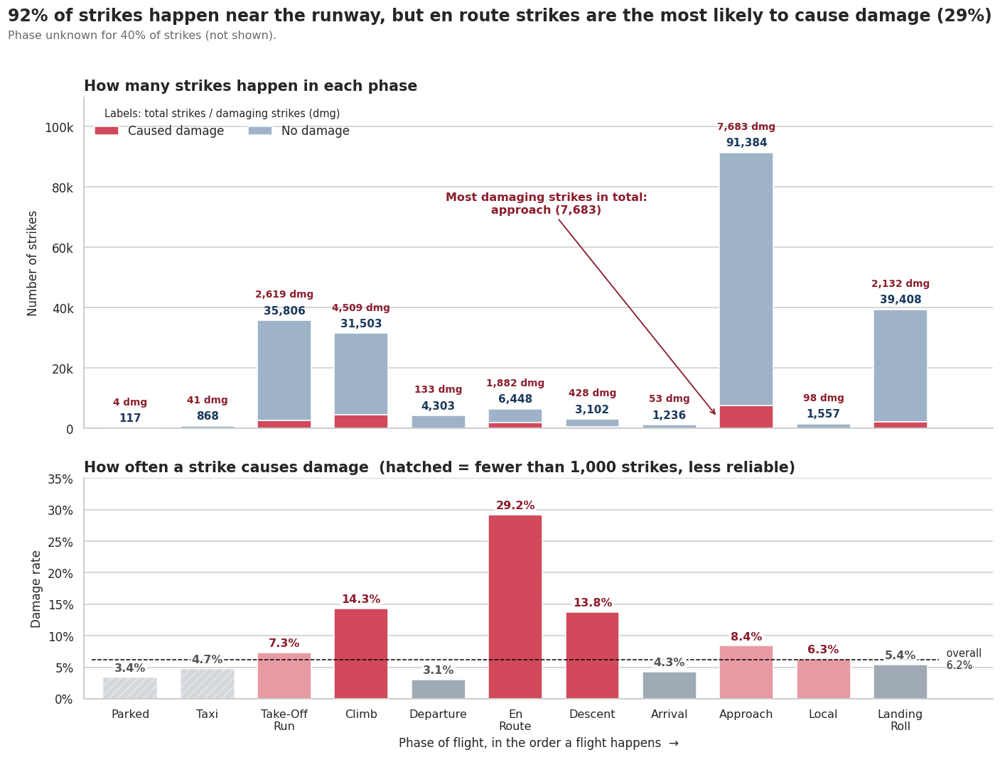 92% of strikes happen near the runway, but en route strikes are the most likely to cause damage (29%)
Phase unknown for 40% of strikes (not shown).
How many strikes happen in each phase
Labels: total strikes / damaging strikes (dmg)
Caused damage
No damage
Number of strikes
100k
80k
60k
40k
20k
0
Most damaging strikes in total:
approach (7,683)
4 dmg
117
41 dmg
868
2,619 dmg
35,806
4,509 dmg
31,503
133 dmg
4,303
1,882 dmg
6,448
428 dmg
3,102
53 dmg
1,236
7,683 dmg
91,384
98 dmg
1,557
2,132 dmg
39,408
How often a strike causes damage  (hatched = fewer than 1,000 strikes, less reliable)
Damage rate
35%
30%
25%
20%
15%
10%
5%
0%
3.4%
4.7%
7.3%
14.3%
3.1%
29.2%
13.8%
4.3%
8.4%
6.3%
5.4%
overall
6.2%
Parked
Taxi
Take-Off
Run
Climb
Departure
En
Route
Descent
Arrival
Approach
Local
Landing
Roll
Phase of flight, in the order a flight happens →